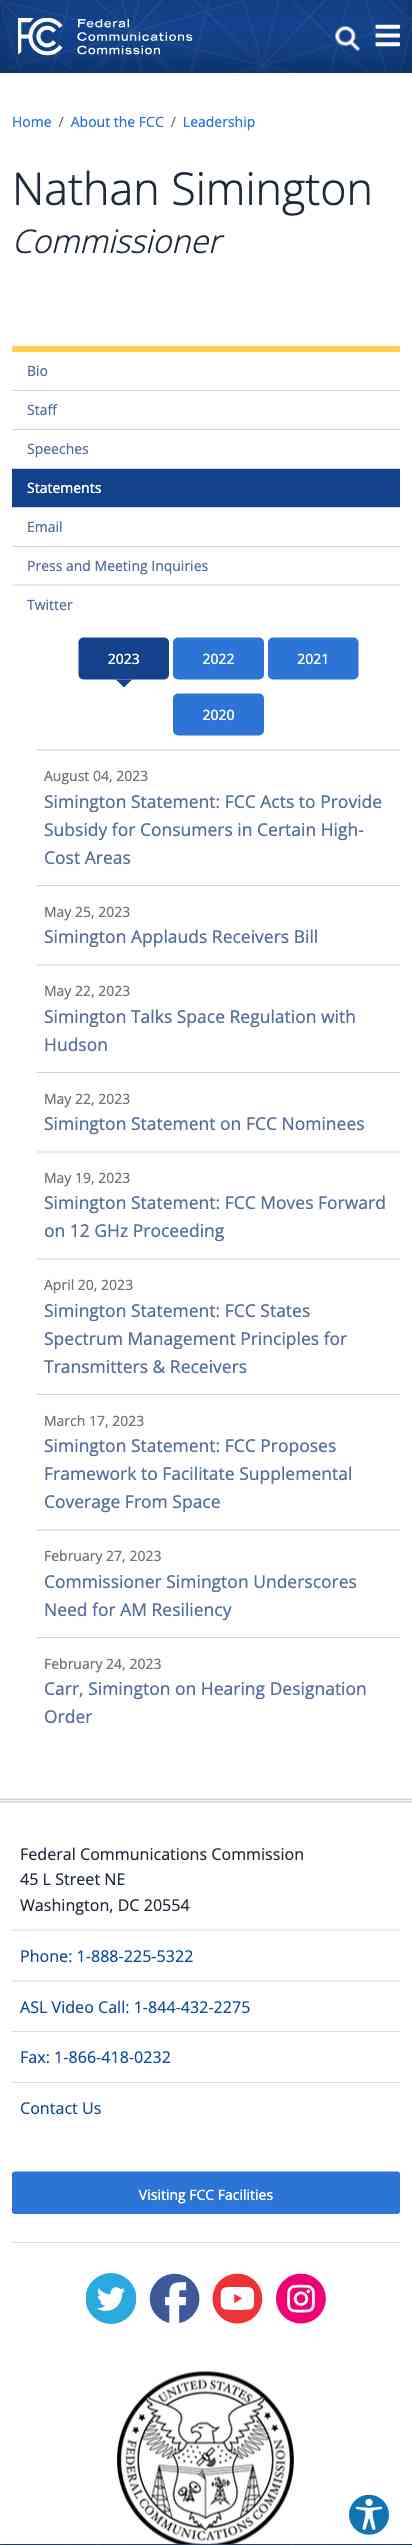 FCC
Federal
Communications
Commission
Home / About the FCC / Leadership
Nathan Simington
Commissioner
Bio
Staff
Speeches
Statements
Email
Press and Meeting Inquiries
Twitter
2023 2022 2021
2020
August 04, 2023
Simington Statement: FCC Acts to Provide
Subsidy for Consumers in Certain High-
Cost Areas
May 25, 2023
Simington Applauds Receivers Bill
May 22, 2023
Simington Talks Space Regulation with
Hudson
May 22, 2023
Simington Statement on FCC Nominees
May 19, 2023
Simington Statement: FCC Moves Forward
on 12 GHz Proceeding
April 20, 2023
Simington Statement: FCC States
Spectrum Management Principles for
Transmitters & Receivers
March 17, 2023
Simington Statement: FCC Proposes
Framework to Facilitate Supplemental
Coverage From Space
February 27, 2023
Commissioner Simington Underscores
Need for AM Resiliency
February 24, 2023
Carr, Simington on Hearing Designation
Order
Federal Communications Commission
45 L Street NE
Washington, DC 20554
Phone: 1-888-225-5322
ASL Video Call: 1-844-432-2275
Fax: 1-866-418-0232
Contact Us
Visiting FCC Facilities
UNITED STATES
FEDERAL COMMUNICATIONS COMMISSION